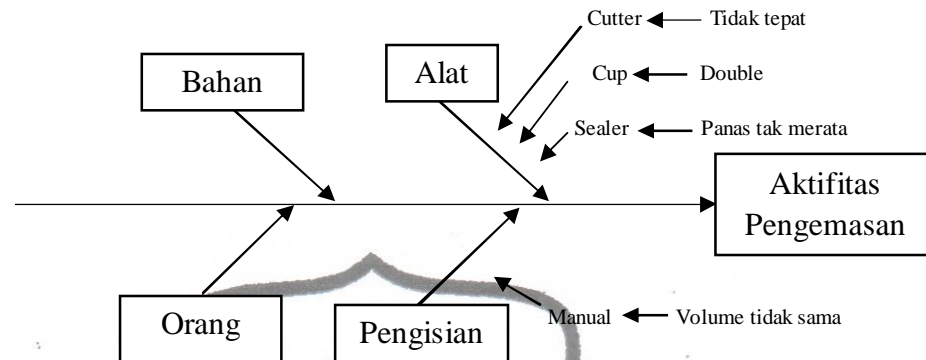 Cutter Tidak tepat
Bahan
Alat
Cup Double
Sealer Panas tak merata
Aktifitas
Pengemasan
Orang
Pengisian
Manual Volume tidak sama